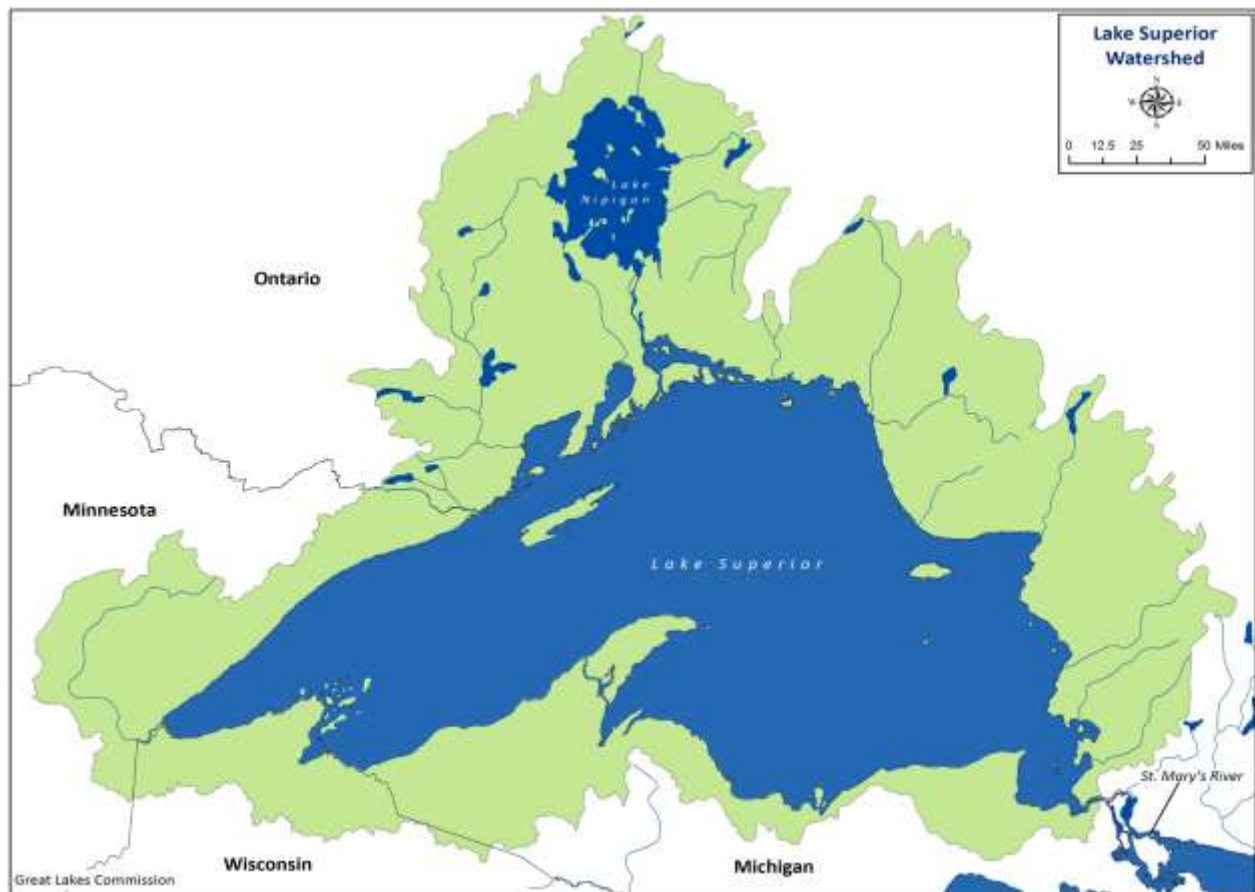 Lake Superior
Watershed
N
W E
S
0 12.5 25 50 Miles
Lake
Nipigon
Ontario
Minnesota
Lake Superior
St. Mary's River
Wisconsin
Michigan
Great Lakes Commission